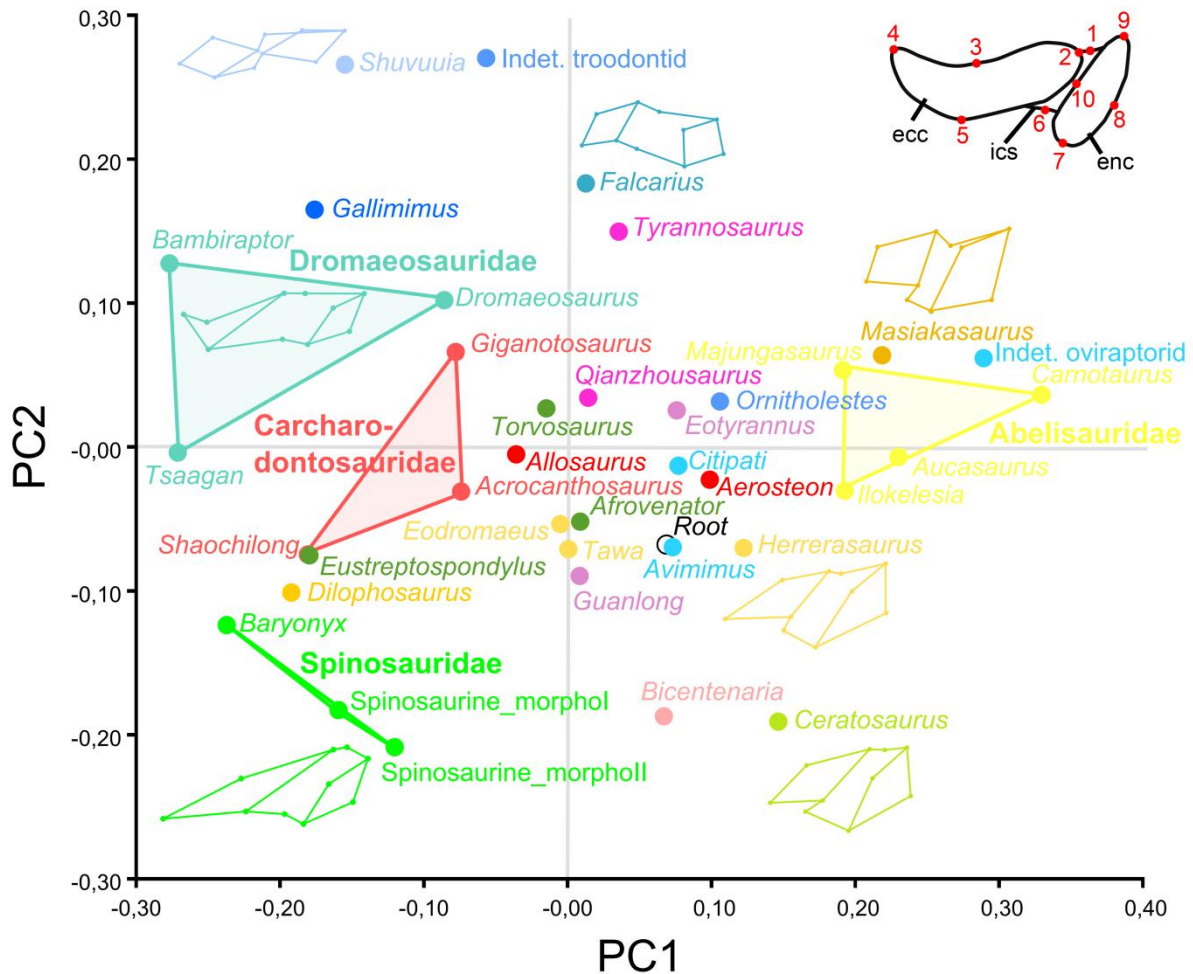 0,30
0,20
0,10
-0,00
-0,10
-0,20
-0,30
PC2
Shuvuuia
Indet. troodontid
4
3
2
1
9
10
5
6
8
7
ecc
ics
enc
Falcarius
Gallimimus
Tyrannosaurus
Bambiraptor
Dromaeosauridae
Dromaeosaurus
Masiakasaurus
Giganotosaurus
Majungasaurus
Indet. oviraptorid
Qianzhousaurus
Carnotaurus
Ornitholestes
Carcharo-
dontosauridae
Torvosaurus
Eotyrannus
Abelisauridae
Tsaagan
Allosaurus
Citipati
Aucasaurus
Acrocanthosaurus
Aerosteon
Ilokelesia
Afrovenator
Eodromaeus
Root
Shaochilong
Tawa
Herrerasaurus
Eustreptospondylus
Avimimus
Dilophosaurus
Guanlong
Baryonyx
Spinosauridae
Spinosaurine_morphoI
Bicentenaria
Ceratosaurus
Spinosaurine_morphoII
-0,30
-0,20
-0,10
-0,00
0,10
0,20
0,30
0,40
PC1